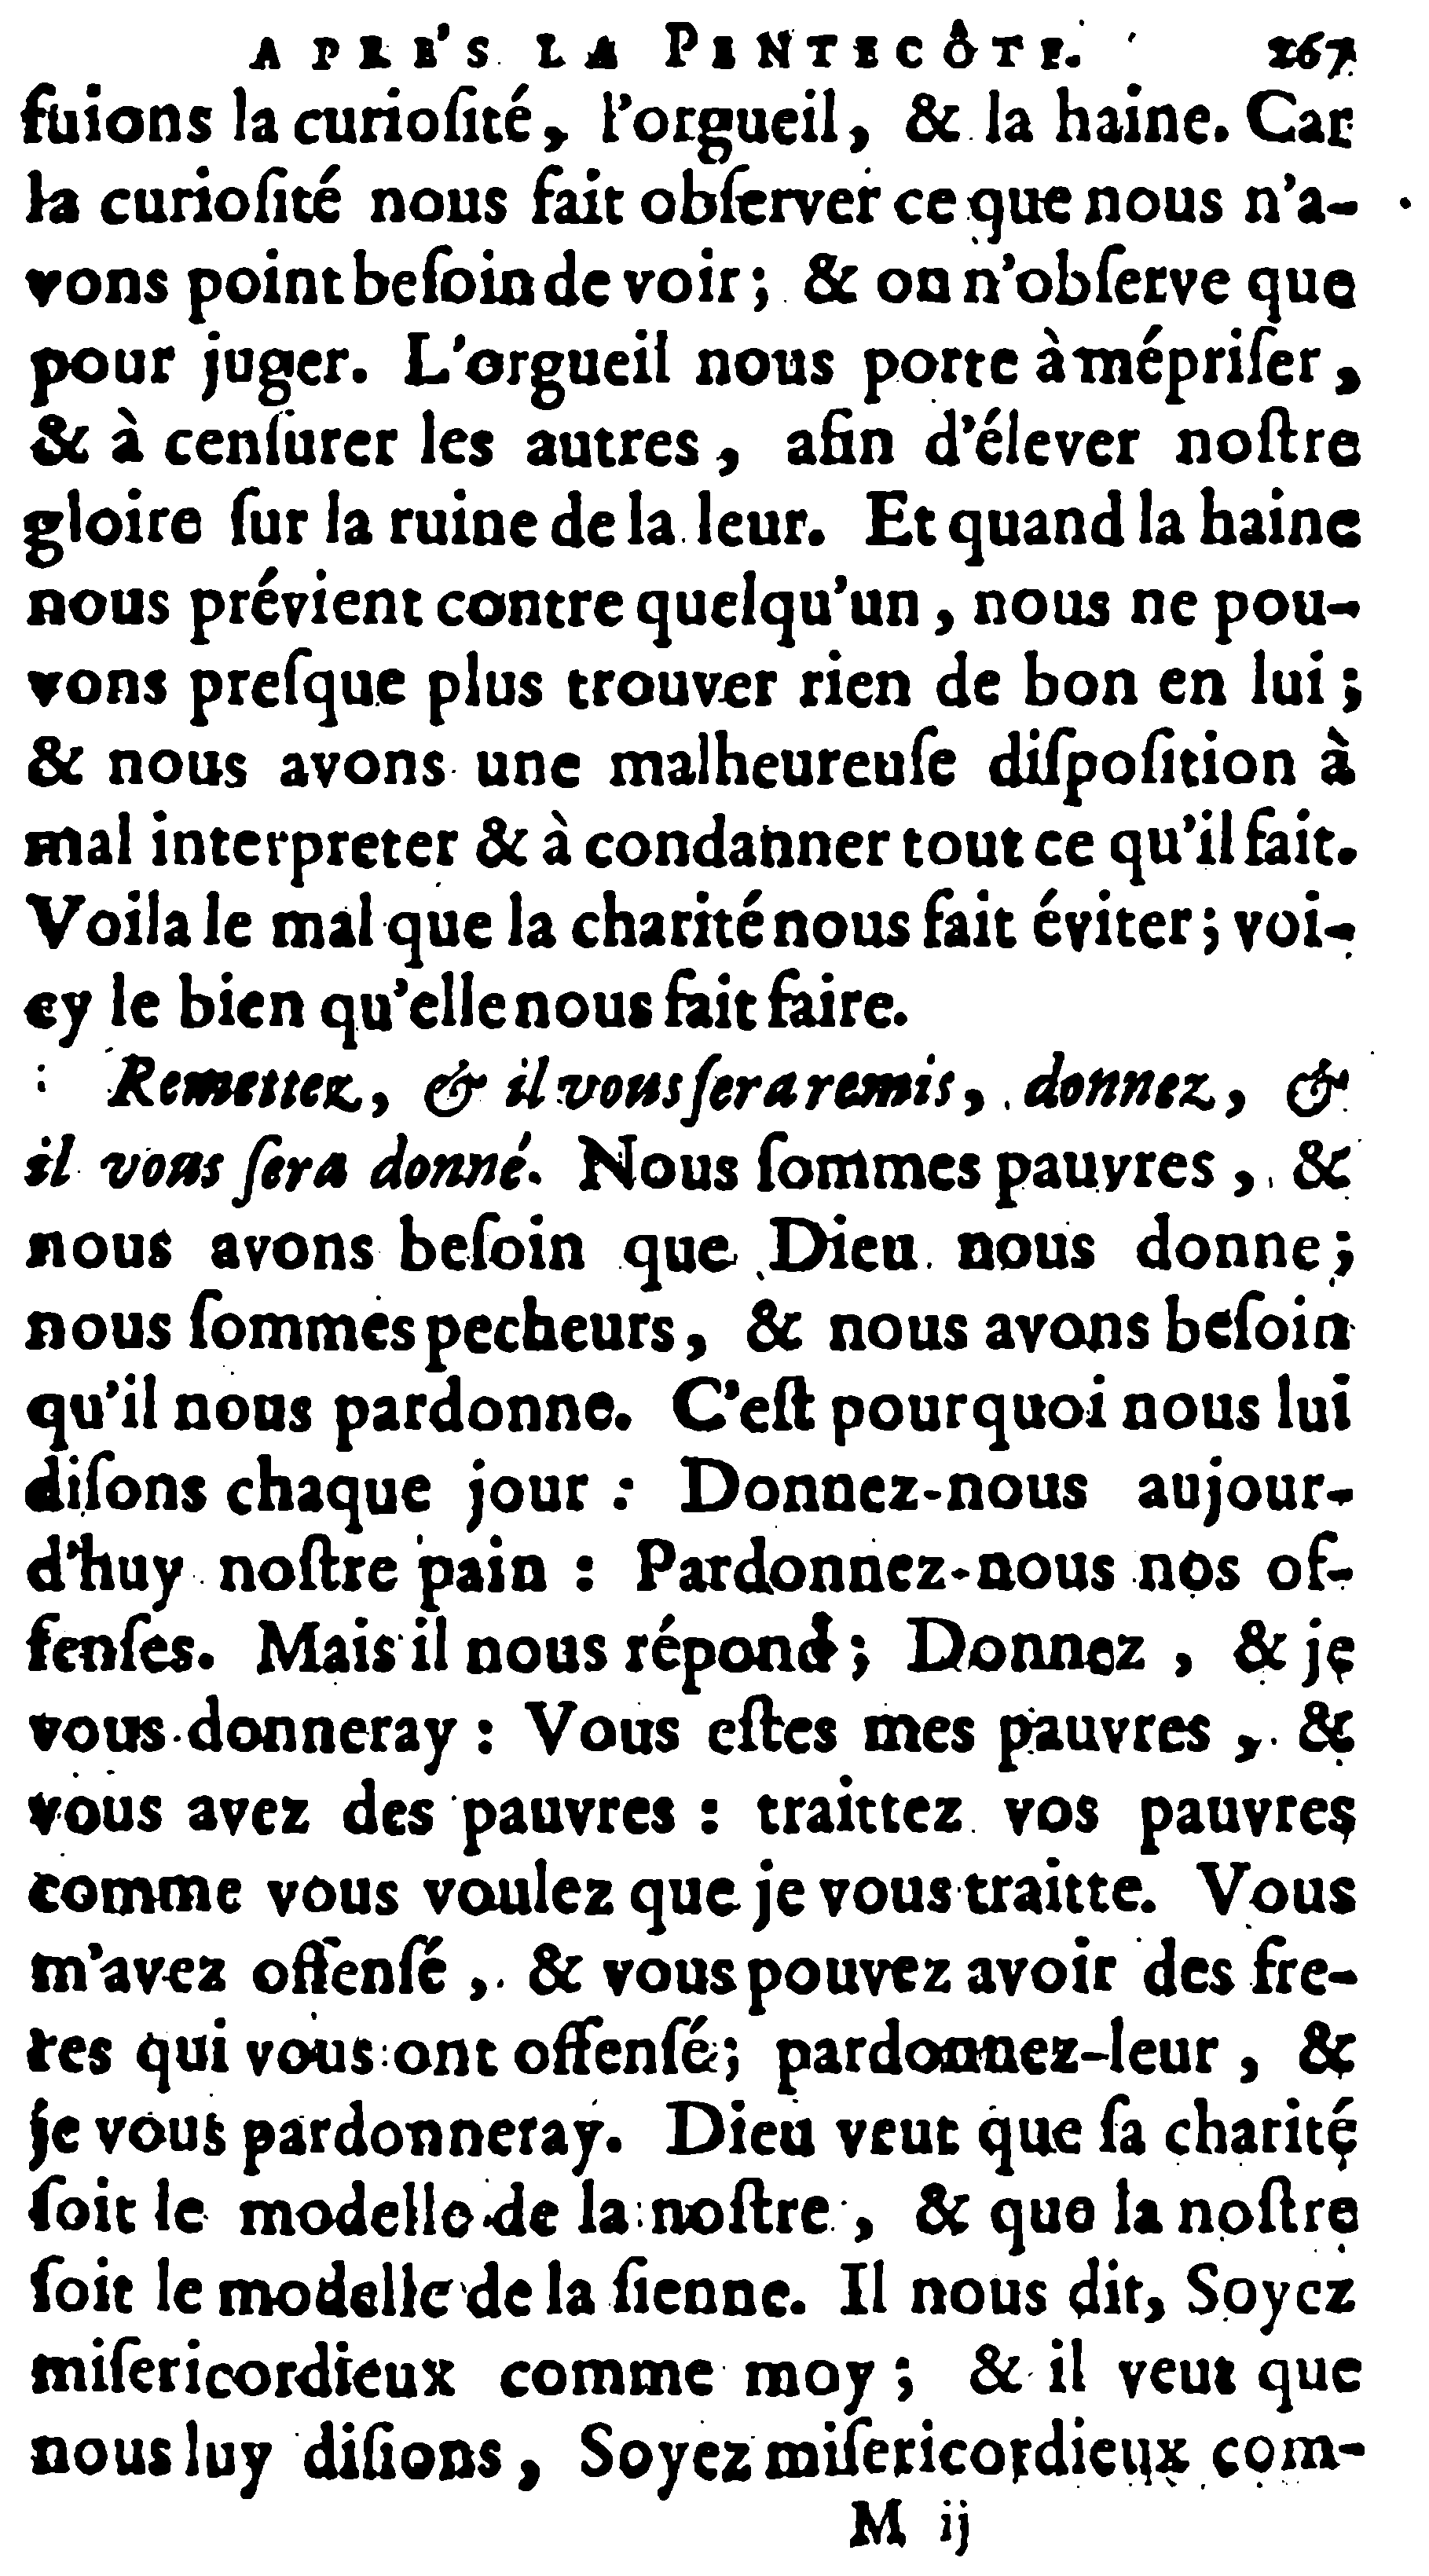 APRE'S LA PENTECÔTE. 267
fuions la curioſité, l'orgueil, & la haine. Car
la curioſité nous fait obſerver ce que nous n'a-
vons point beſoin de voir; & on n'obſerve que
pour juger. L'orgueil nous porte à mépriſer,
& à cenſurer les autres, afin d'élever noſtre
gloire ſur la ruine de la leur. Et quand la haine
nous prévient contre quelqu'un, nous ne pou-
vons preſque plus trouver rien de bon en lui;
& nous avons une malheureuſe diſpoſition à
mal interpreter & à condanner tout ce qu'il fait.
Voila le mal que la charité nous fait éviter; voi-
cy le bien qu'elle nous fait faire.
Remettez, & il vous ſera remis, donnez, &
il vous ſera donné. Nous ſommes pauvres, &
nous avons beſoin que Dieu nous donne;
nous ſommes pecheurs, & nous avons beſoin
qu'il nous pardonne. C'eſt pourquoi nous lui
diſons chaque jour : Donnez-nous aujour-
d'huy noſtre pain : Pardonnez-nous nos of-
fenſes. Mais il nous répond; Donnez, & je
vous donneray : Vous eſtes mes pauvres, &
vous avez des pauvres : traittez vos pauvres
comme vous voulez que je vous traitte. Vous
m'avez offenſé, & vous pouvez avoir des fre-
res qui vous ont offenſé; pardonnez-leur, &
je vous pardonneray. Dieu veut que ſa charité
ſoit le modelle de la noſtre, & que la noſtre
ſoit le modelle de la ſienne. Il nous dit, Soyez
miſericordieux comme moy; & il veut que
nous luy diſions, Soyez miſericordieux com-
M ij